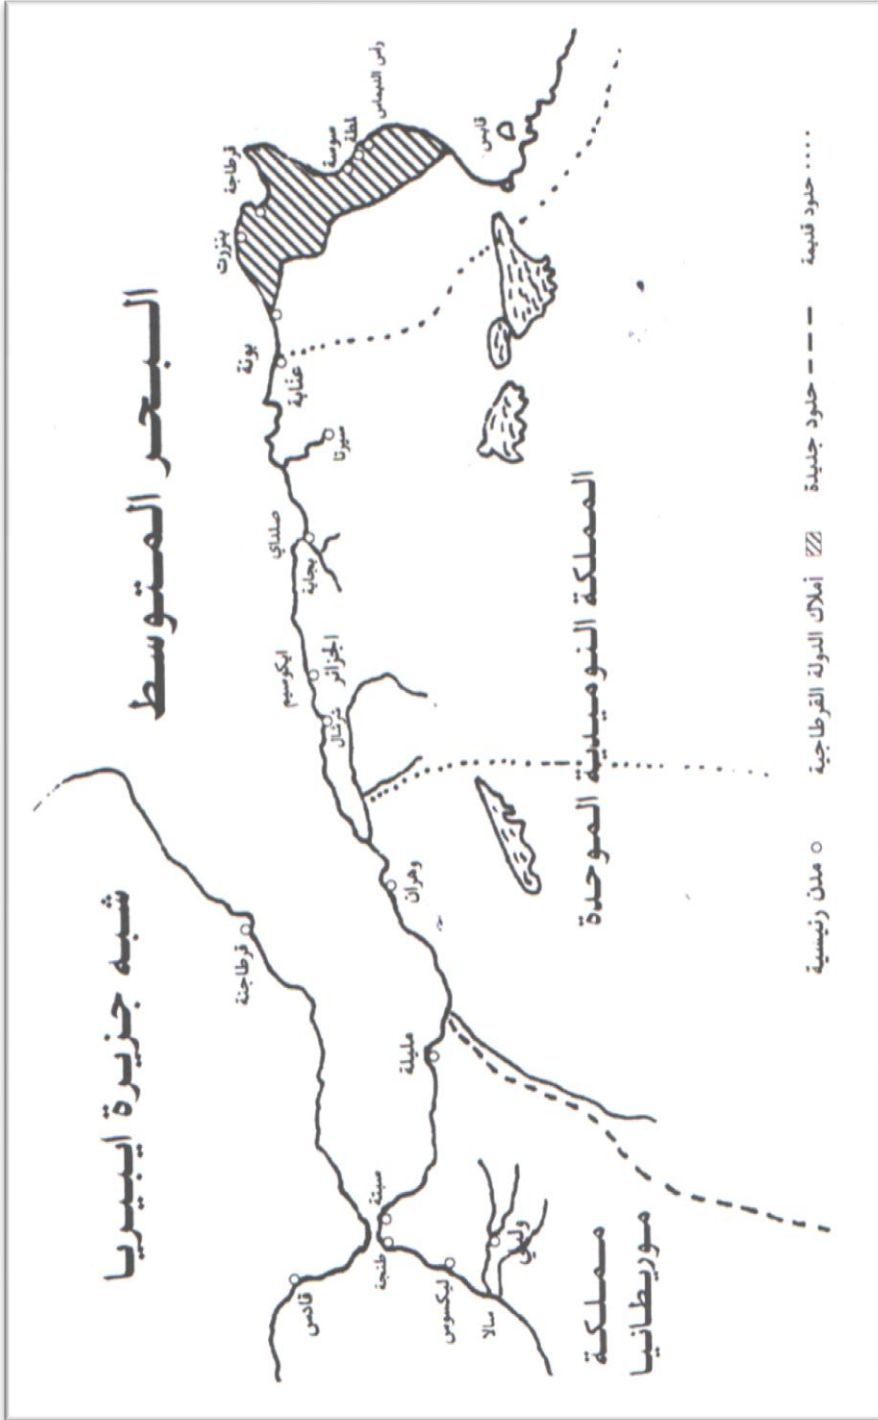 البحر المتوسط
شبه جزيرة ايبيريا
المملكة النوميدية الموحدة
مملكة
موريطانيا
قرطاجة
بنزرت
سوسة
لمطة
رأس الديماس
قابس
بونة
عنابة
سيرتا
صلداي
بجاية
ايكوسيم
الجزائر
شرشال
وهران
قرطاجنة
مليلة
سبتة
طنجة
قادس
ليكسوس
سالا
وليلي
مدن رئيسية
أملاك الدولة القرطاجية
حدود جديدة
حدود قديمة